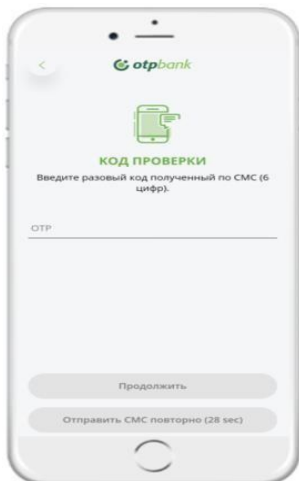 otpbank
КОД ПРОВЕРКИ
Введите разовый код полученный по СМС (6
цифр).
OTP
Продолжить
Отправить СМС повторно (28 sec)